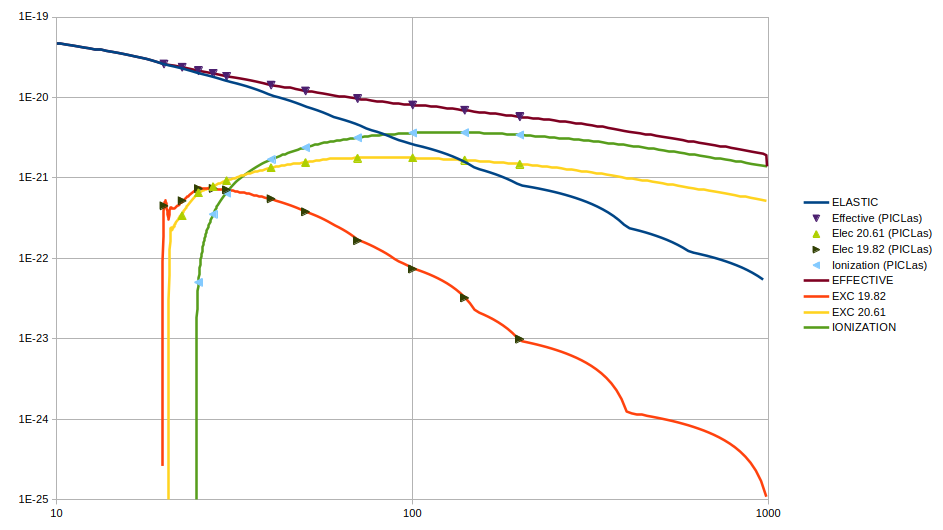 1E-19
1E-20
1E-21
1E-22
1E-23
1E-24
1E-25
10 100 1000
ELASTIC
Effective (PICLas)
Elec 20.61 (PICLas)
Elec 19.82 (PICLas)
Ionization (PICLas)
EFFECTIVE
EXC 19.82
EXC 20.61
IONIZATION